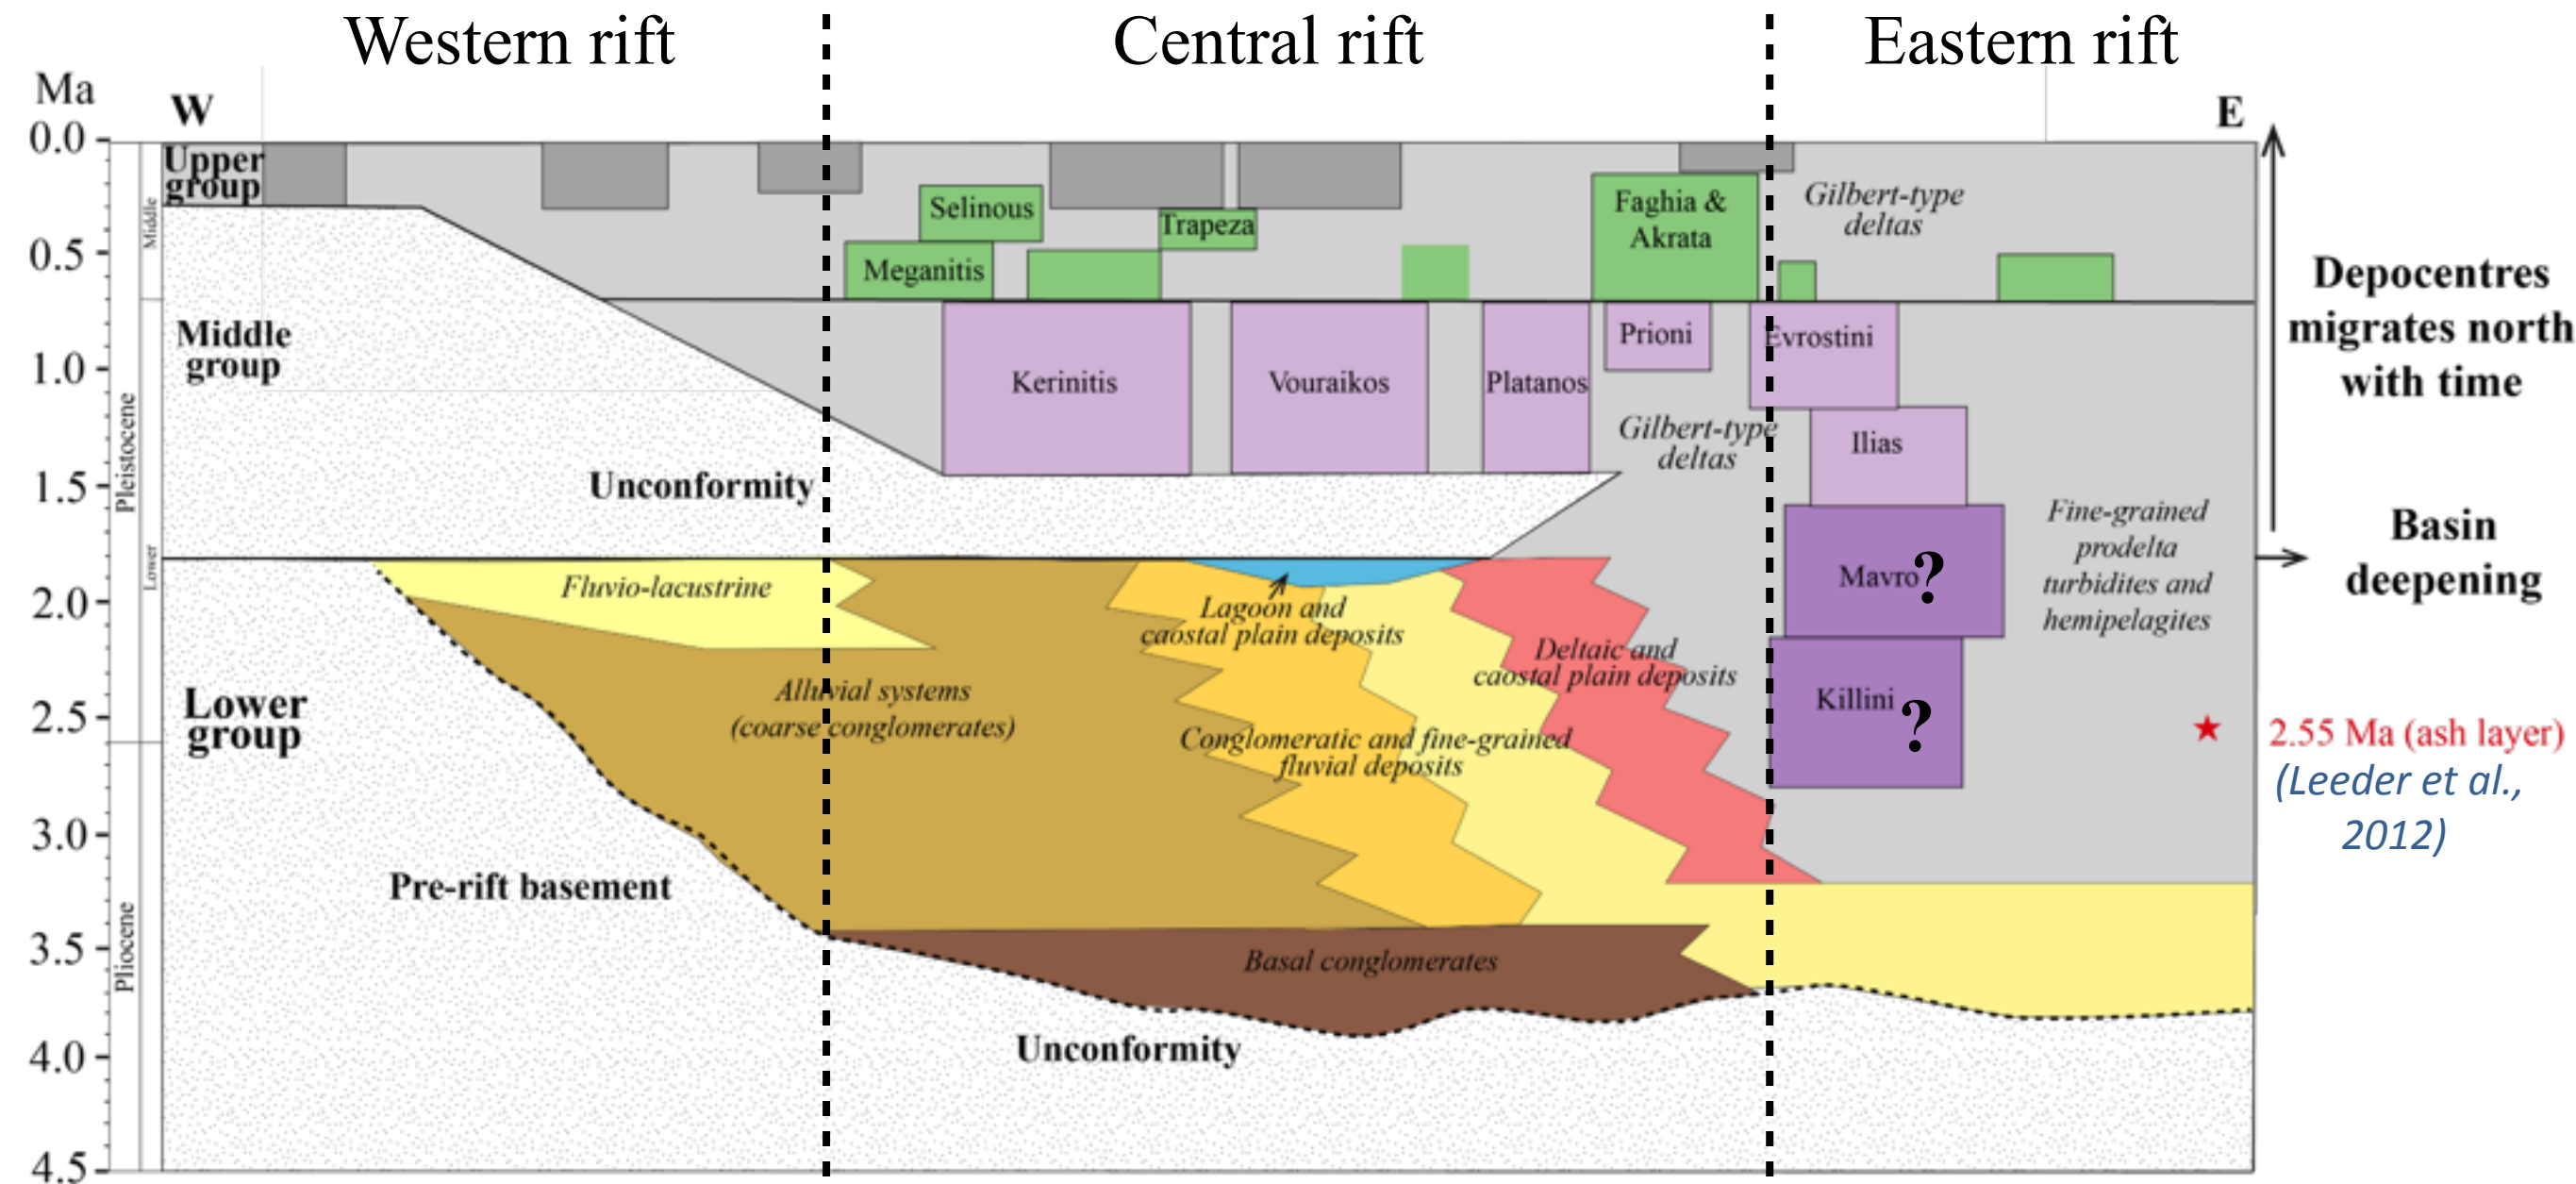 Western rift
Central rift
Eastern rift
Ma
W
E
0.0
0.5
1.0
1.5
2.0
2.5
3.0
3.5
4.0
4.5
Middle
Pleistocene
Lower
Pliocene
Upper
group
Middle
group
Lower
group
Selinous
Trapeza
Meganitis
Faghia &
Akrata
Gilbert-type
deltas
Kerinitis
Vouraikos
Platanos
Prioni
Evrostini
Gilbert-type
deltas
Ilias
Unconformity
Mavro?
Killini
?
Fine-grained
prodelta
turbidites and
hemipelagites
Fluvio-lacustrine
Lagoon and
caostal plain deposits
Deltaic and
caostal plain deposits
Alluvial systems
(coarse conglomerates)
Conglomeratic and fine-grained
fluvial deposits
Pre-rift basement
Basal conglomerates
Unconformity
Depocentres
migrates north
with time
Basin
deepening
★ 2.55 Ma (ash layer)
(Leeder et al.,
2012)